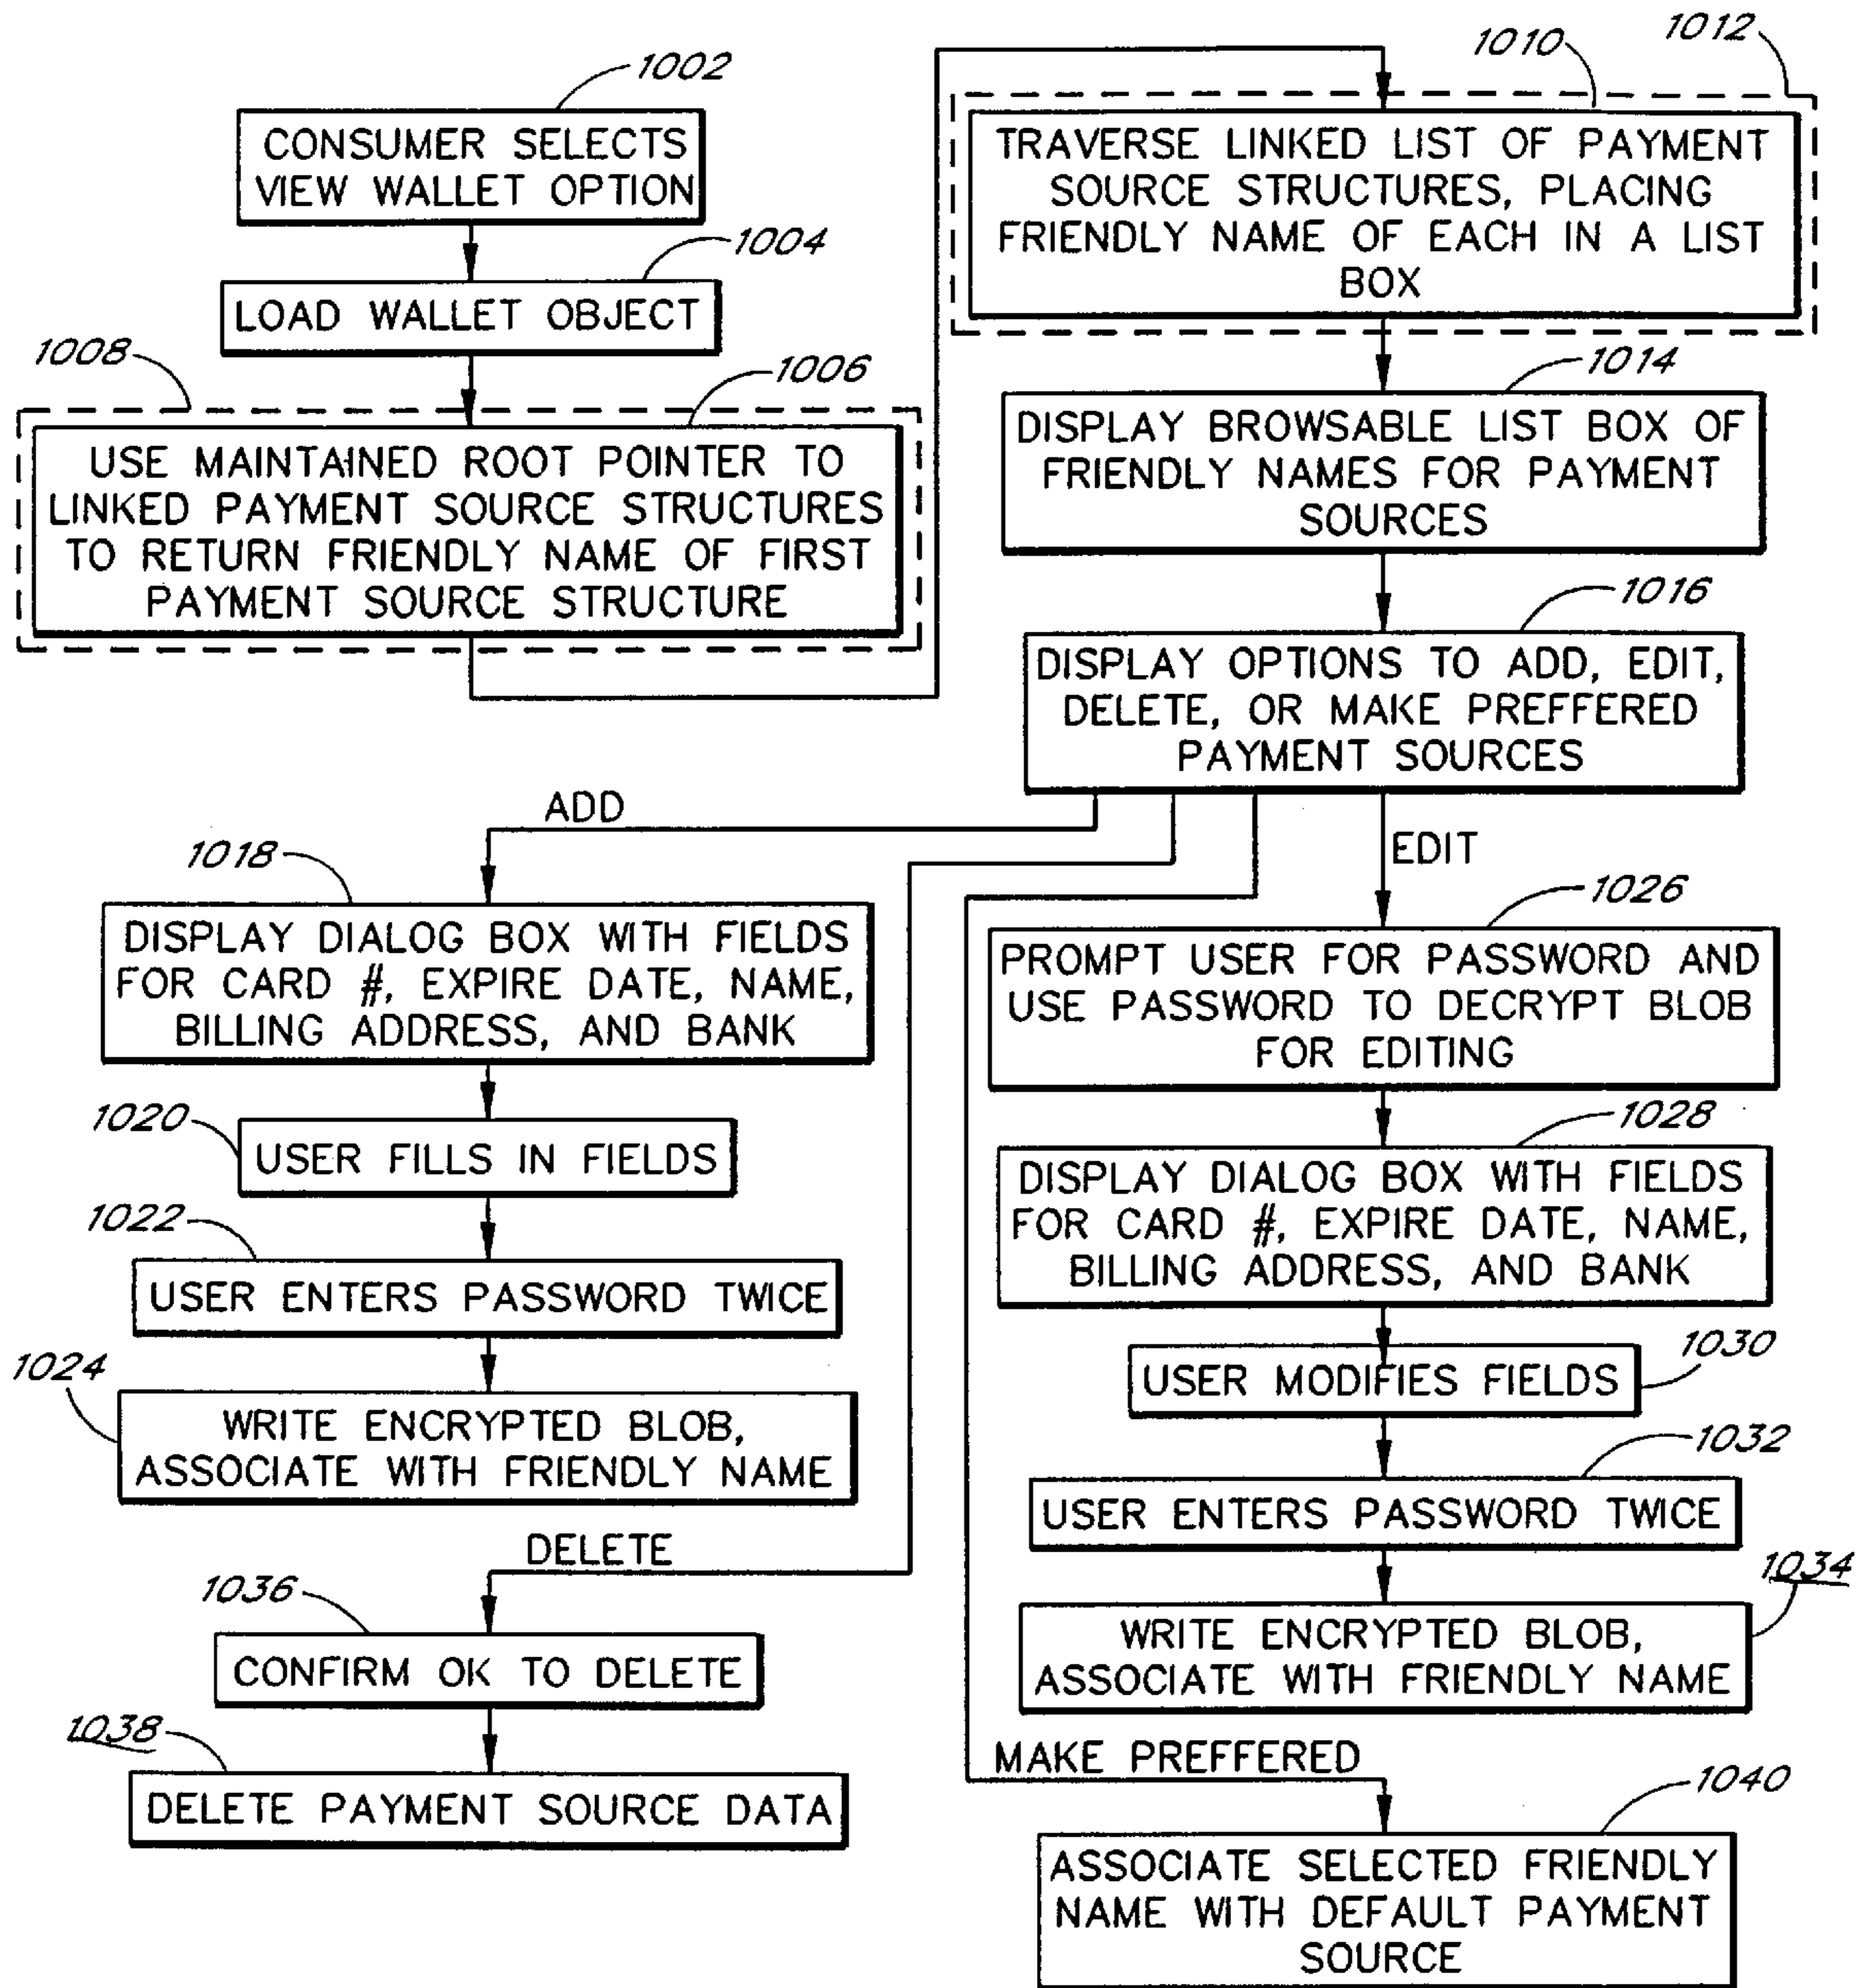 1002
CONSUMER SELECTS
VIEW WALLET OPTION
1004
LOAD WALLET OBJECT
1008
1006
USE MAINTAINED ROOT POINTER TO
LINKED PAYMENT SOURCE STRUCTURES
TO RETURN FRIENDLY NAME OF FIRST
PAYMENT SOURCE STRUCTURE
1010
1012
TRAVERSE LINKED LIST OF PAYMENT
SOURCE STRUCTURES, PLACING
FRIENDLY NAME OF EACH IN A LIST
BOX
1014
DISPLAY BROWSABLE LIST BOX OF
FRIENDLY NAMES FOR PAYMENT
SOURCES
1016
DISPLAY OPTIONS TO ADD, EDIT,
DELETE, OR MAKE PREFFERED
PAYMENT SOURCES
ADD
1018
DISPLAY DIALOG BOX WITH FIELDS
FOR CARD #, EXPIRE DATE, NAME,
BILLING ADDRESS, AND BANK
1020
USER FILLS IN FIELDS
1022
USER ENTERS PASSWORD TWICE
1024
WRITE ENCRYPTED BLOB,
ASSOCIATE WITH FRIENDLY NAME
EDIT
1026
PROMPT USER FOR PASSWORD AND
USE PASSWORD TO DECRYPT BLOB
FOR EDITING
1028
DISPLAY DIALOG BOX WITH FIELDS
FOR CARD #, EXPIRE DATE, NAME,
BILLING ADDRESS, AND BANK
1030
USER MODIFIES FIELDS
1032
USER ENTERS PASSWORD TWICE
1034
WRITE ENCRYPTED BLOB,
ASSOCIATE WITH FRIENDLY NAME
DELETE
1036
CONFIRM OK TO DELETE
1038
DELETE PAYMENT SOURCE DATA
MAKE PREFFERED
1040
ASSOCIATE SELECTED FRIENDLY
NAME WITH DEFAULT PAYMENT
SOURCE